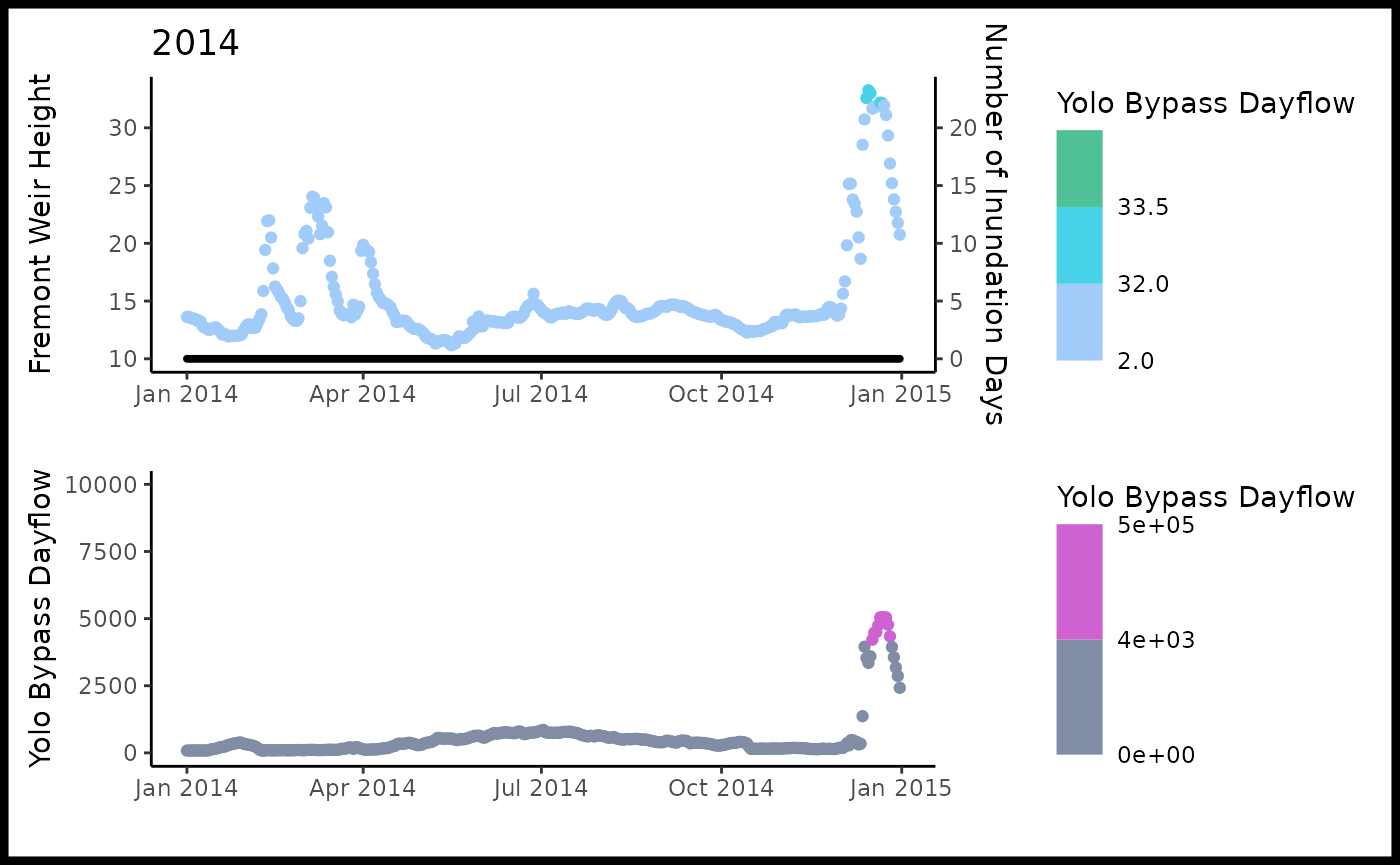 2014
Fremont Weir Height
30
25
20
15
10
20
15
10
5
0
Number of Inundation Days
Jan 2014
Apr 2014
Jul 2014
Oct 2014
Jan 2015
Yolo Bypass Dayflow
33.5
32.0
2.0
Yolo Bypass Dayflow
10000
7500
5000
2500
0
Jan 2014
Apr 2014
Jul 2014
Oct 2014
Jan 2015
Yolo Bypass Dayflow
5e+05
4e+03
0e+00